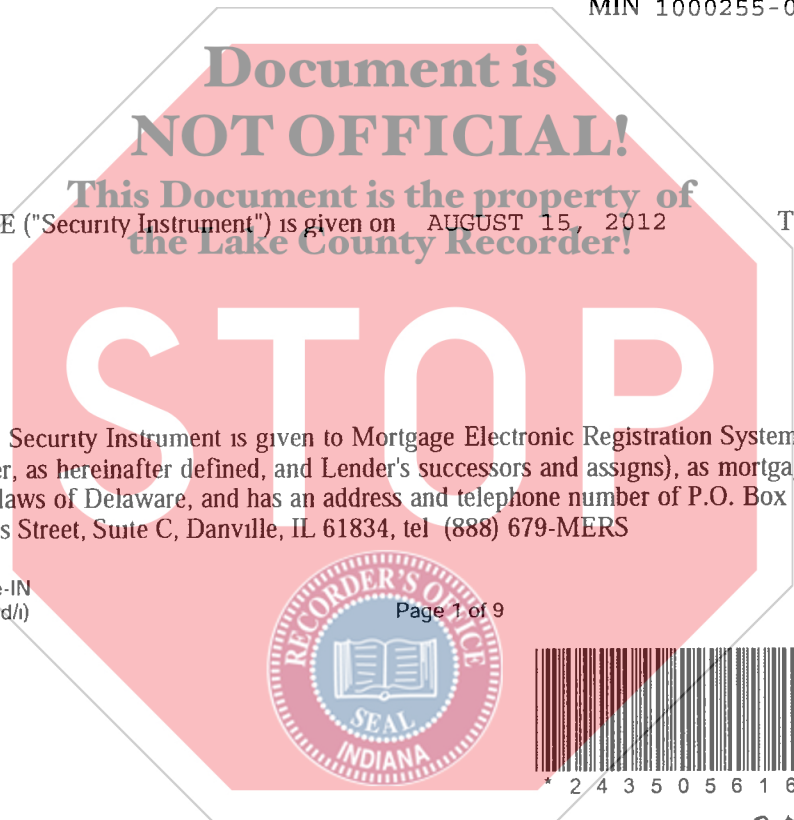 MIN 1000255-0
Document is
NOT OFFICIAL!
This Document is the property of
E ("Security Instrument") is given on AUGUST 15, 2012 T
the Lake County Recorder!
STOP
Security Instrument is given to Mortgage Electronic Registration System
er, as hereinafter defined, and Lender's successors and assigns), as mortga
laws of Delaware, and has an address and telephone number of P.O. Box
s Street, Suite C, Danville, IL 61834, tel (888) 679-MERS
e-IN
d/i)
Page 1 of 9
RECORDER'S OFFICE
SEAL
INDIANA
* 2 4 3 5 0 5 6 1 6